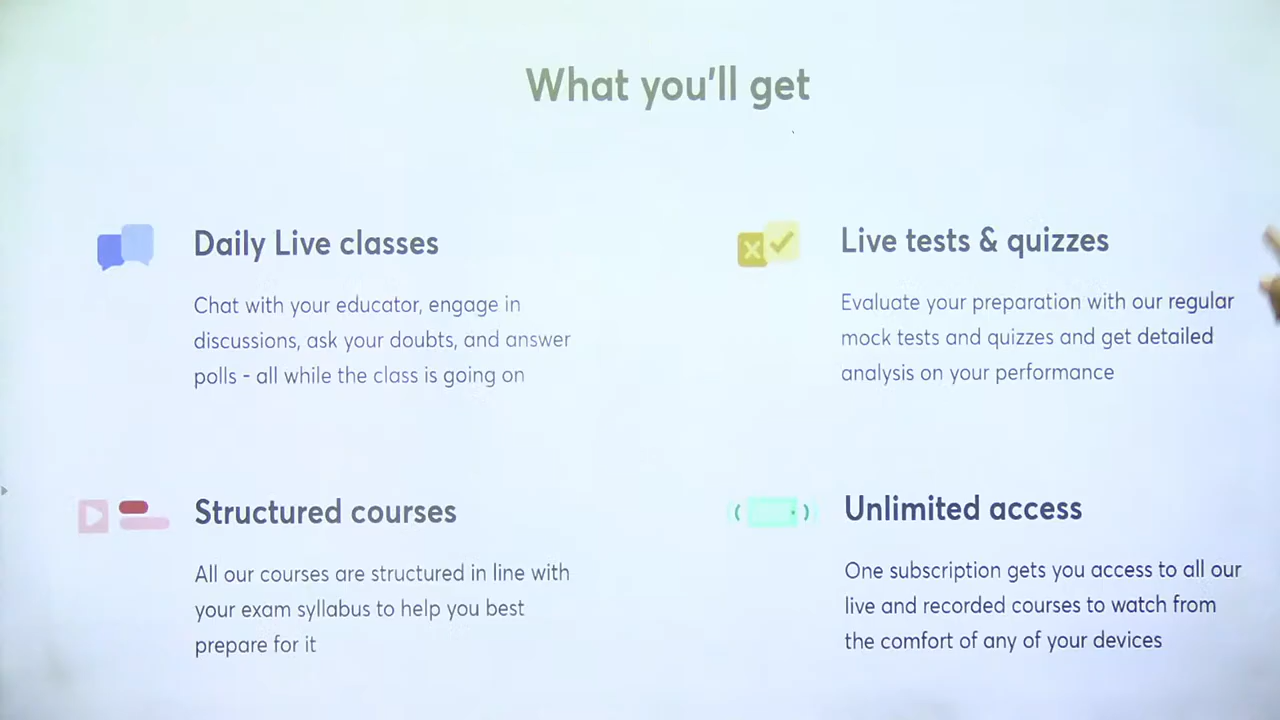 What you'll get
Daily Live classes
Chat with your educator, engage in
discussions, ask your doubts, and answer
polls - all while the class is going on
Live tests & quizzes
Evaluate your preparation with our regular
mock tests and quizzes and get detailed
analysis on your performance
Structured courses
All our courses are structured in line with
your exam syllabus to help you best
prepare for it
Unlimited access
One subscription gets you access to all our
live and recorded courses to watch from
the comfort of any of your devices